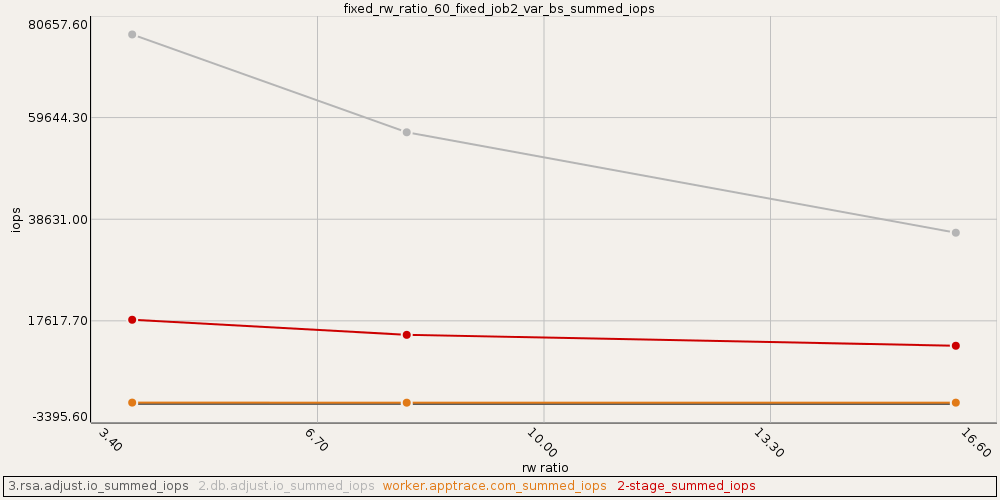 fixed_rw_ratio_60_fixed_job2_var_bs_summed_iops
80657.60
59644.30
iops
38631.00
17617.70
-3395.60
3.40 6.70 10.00 13.30 16.60
rw ratio
3.rsa.adjust.io_summed_iops 2.db.adjust.io_summed_iops worker.apptrace.com_summed_iops 2-stage_summed_iops